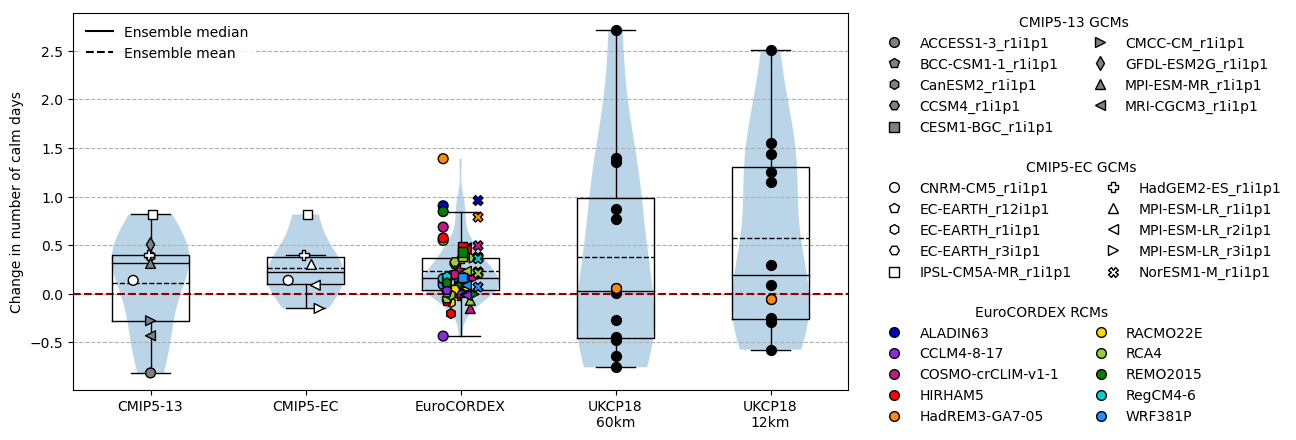 Change in number of calm days
2.5
2.0
1.5
1.0
0.5
0.0
−0.5
Ensemble median
Ensemble mean
CMIP5-13
CMIP5-EC
EuroCORDEX
UKCP18
60km
UKCP18
12km
CMIP5-13 GCMs
ACCESS1-3_r1i1p1
BCC-CSM1-1_r1i1p1
CanESM2_r1i1p1
CCSM4_r1i1p1
CESM1-BGC_r1i1p1
CMCC-CM_r1i1p1
GFDL-ESM2G_r1i1p1
MPI-ESM-MR_r1i1p1
MRI-CGCM3_r1i1p1
CMIP5-EC GCMs
CNRM-CM5_r1i1p1
EC-EARTH_r12i1p1
EC-EARTH_r1i1p1
EC-EARTH_r3i1p1
IPSL-CM5A-MR_r1i1p1
HadGEM2-ES_r1i1p1
MPI-ESM-LR_r1i1p1
MPI-ESM-LR_r2i1p1
MPI-ESM-LR_r3i1p1
NorESM1-M_r1i1p1
EuroCORDEX RCMs
ALADIN63
CCLM4-8-17
COSMO-crCLIM-v1-1
HIRHAM5
HadREM3-GA7-05
RACMO22E
RCA4
REMO2015
RegCM4-6
WRF381P